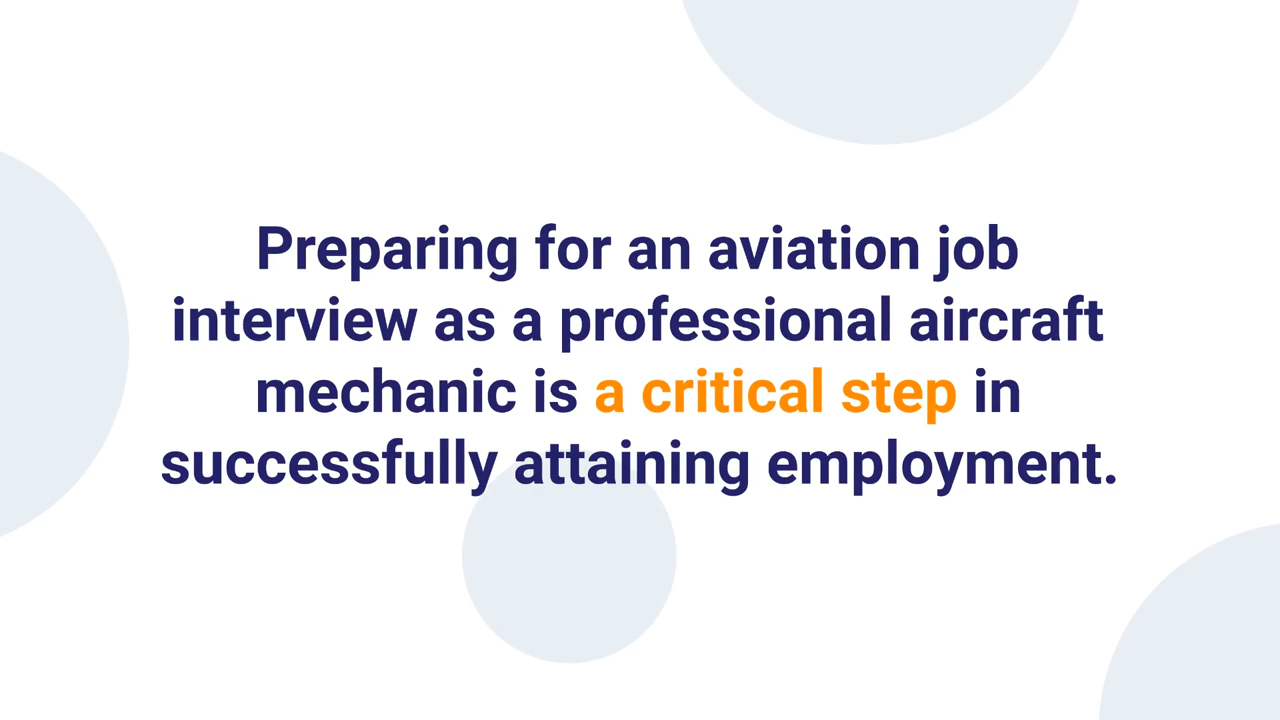 Preparing for an aviation job
interview as a professional aircraft
mechanic is a critical step in
successfully attaining employment.